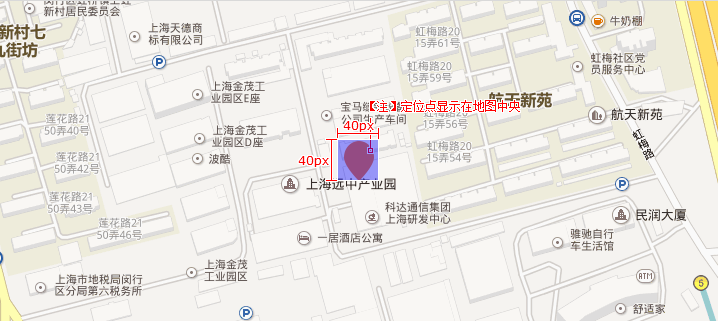 新村居民委员会
新村七
九街坊
上海天德商
标有限公司
虹梅路20
15弄61号
牛奶棚
虹梅路20
15弄59号
虹梅社区党
员服务中心
上海金茂工
业园区E座
航天新苑
【注】定位点显示在地图中央
宝马
公司生产车间
航天新苑
虹梅路20
15弄56号
40px
莲花路21
50弄40号
上海金茂工
业园区D座
虹梅路
波酷
莲花路21
50弄42号
40px
虹梅路20
15弄54号
上海远中产业园
莲花路21
50弄43号
科达通信集团
上海研发中心
民润大厦
莲花路21
50弄46号
一居酒店公寓
骓驰自行
车生活馆
上海金茂
工业园区
上海市地税局闵行
区分局第六税务所
ATM
5
舒适家
P
P
P
P